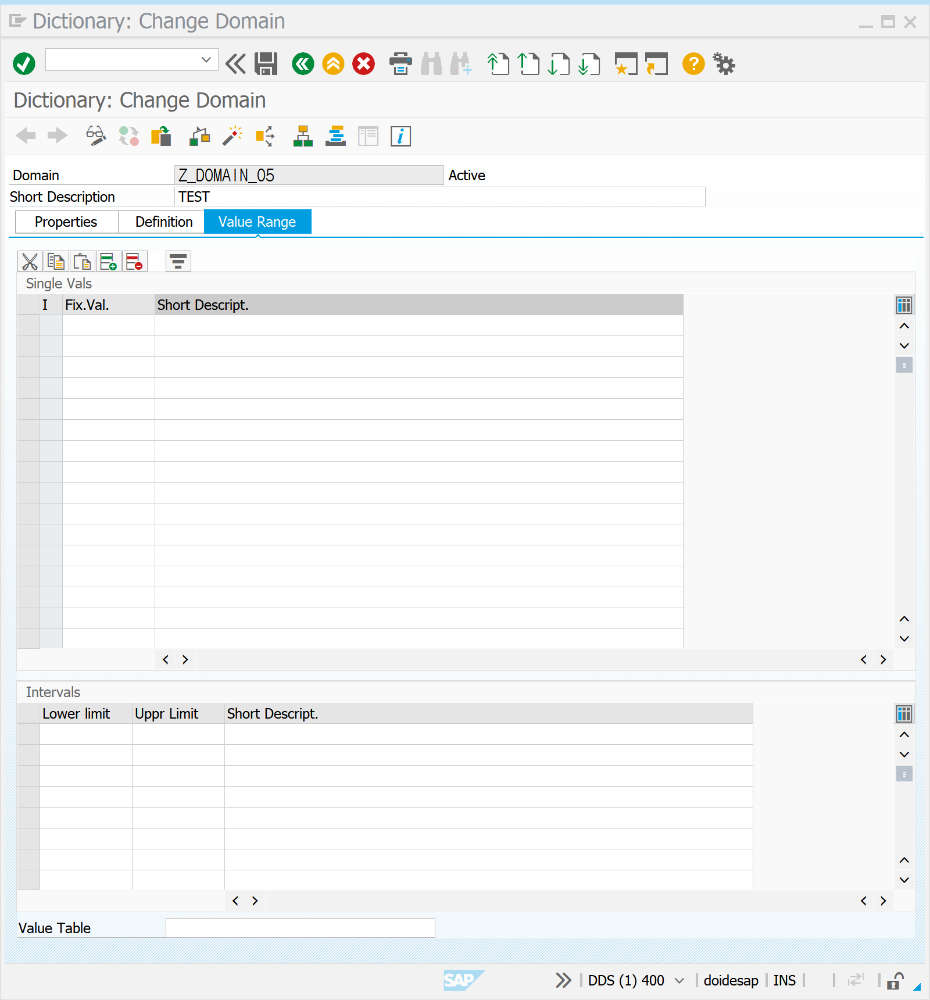 Dictionary: Change Domain
Dictionary: Change Domain
Domain Z_DOMAIN_05 Active
Short Description TEST
Properties Definition Value Range
Single Vals
I Fix.Val. Short Descript.
Intervals
Lower limit Uppr Limit Short Descript.
Value Table
SAP DDS (1) 400 doidesap INS